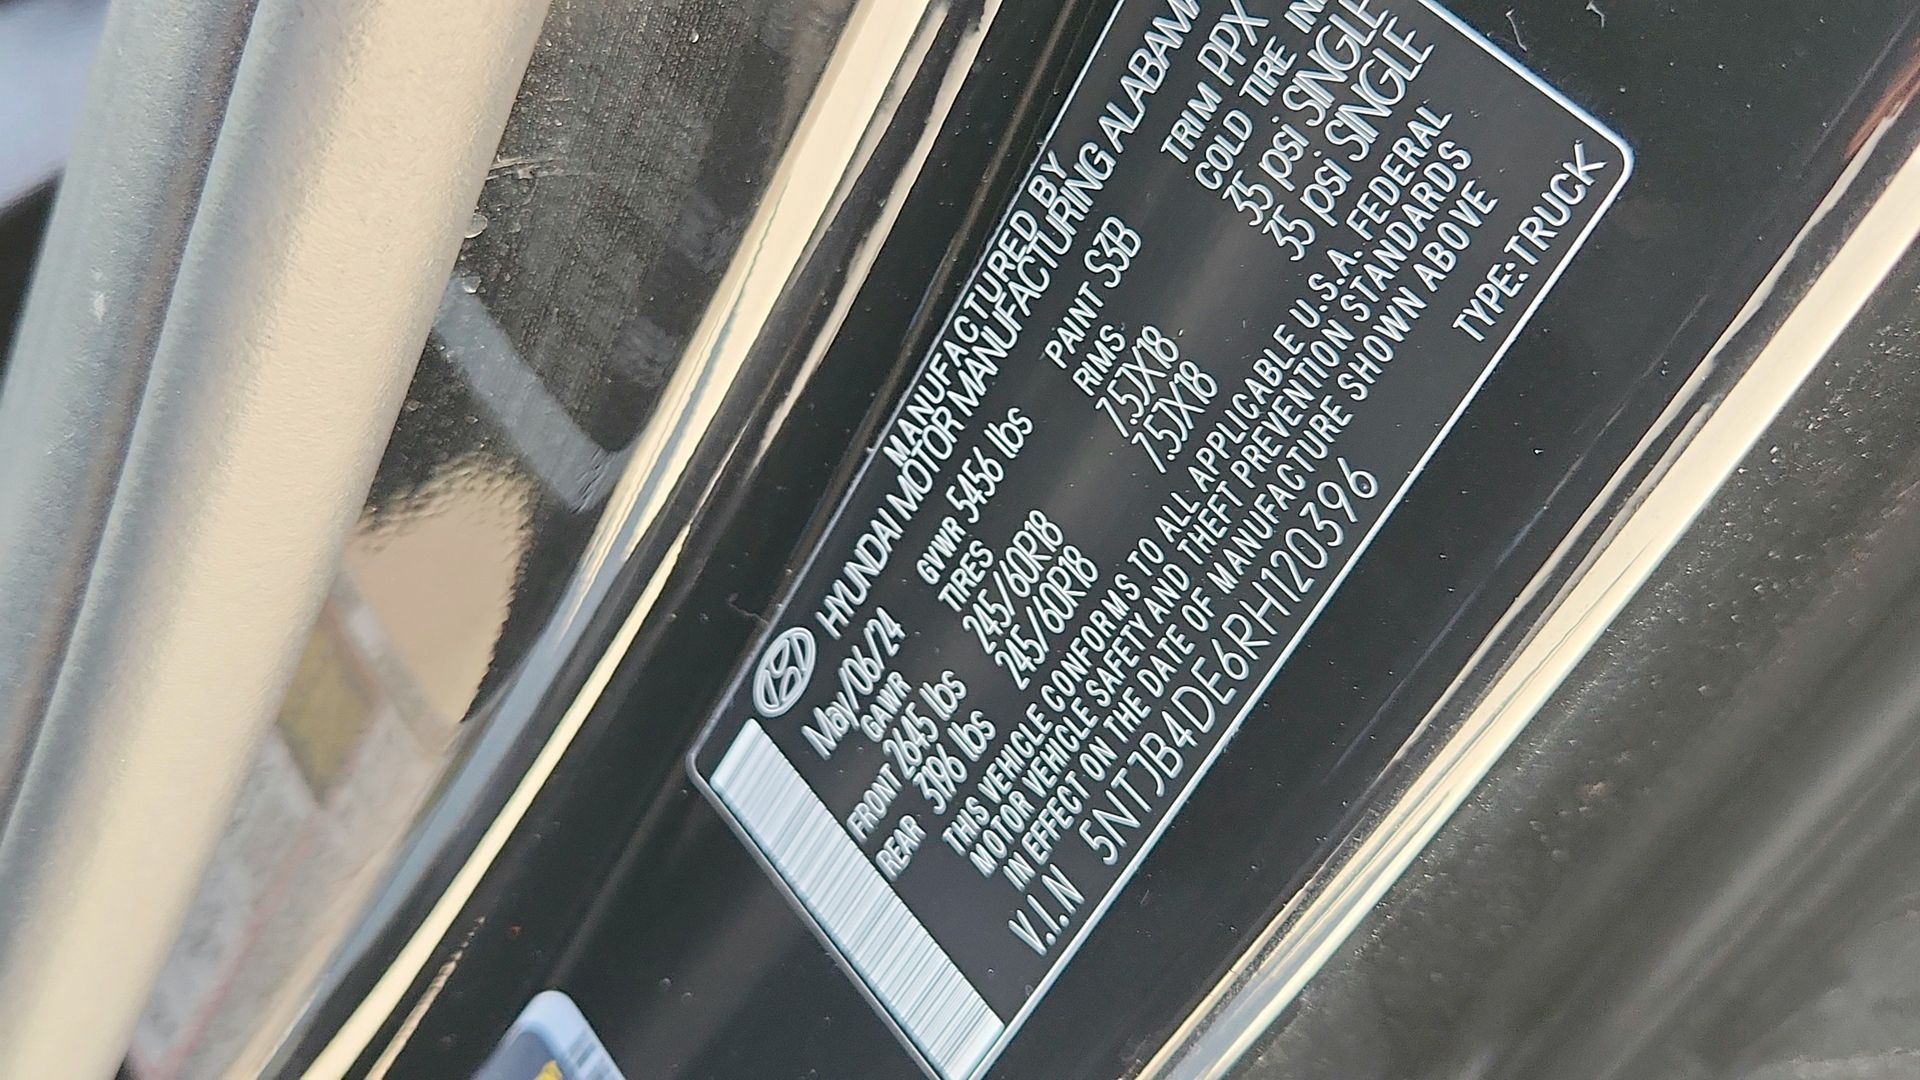 MANUFACTURED BY
HYUNDAI MOTOR MANUFACTURING ALABAMA
May/06/24 GVWR 5456 lbs PAINT S3B TRIM PPX
GAWR TIRES RIMS COLD TIRE
FRONT 2645 lbs 245/60R18 7.5JX18 35 psi SINGLE
REAR 3196 lbs 245/60R18 7.5JX18 35 psi SINGLE
THIS VEHICLE CONFORMS TO ALL APPLICABLE U.S.A. FEDERAL
MOTOR VEHICLE SAFETY AND THEFT PREVENTION STANDARDS
IN EFFECT ON THE DATE OF MANUFACTURE SHOWN ABOVE
V.I.N 5NTJB4DE6RH120396 TYPE: TRUCK